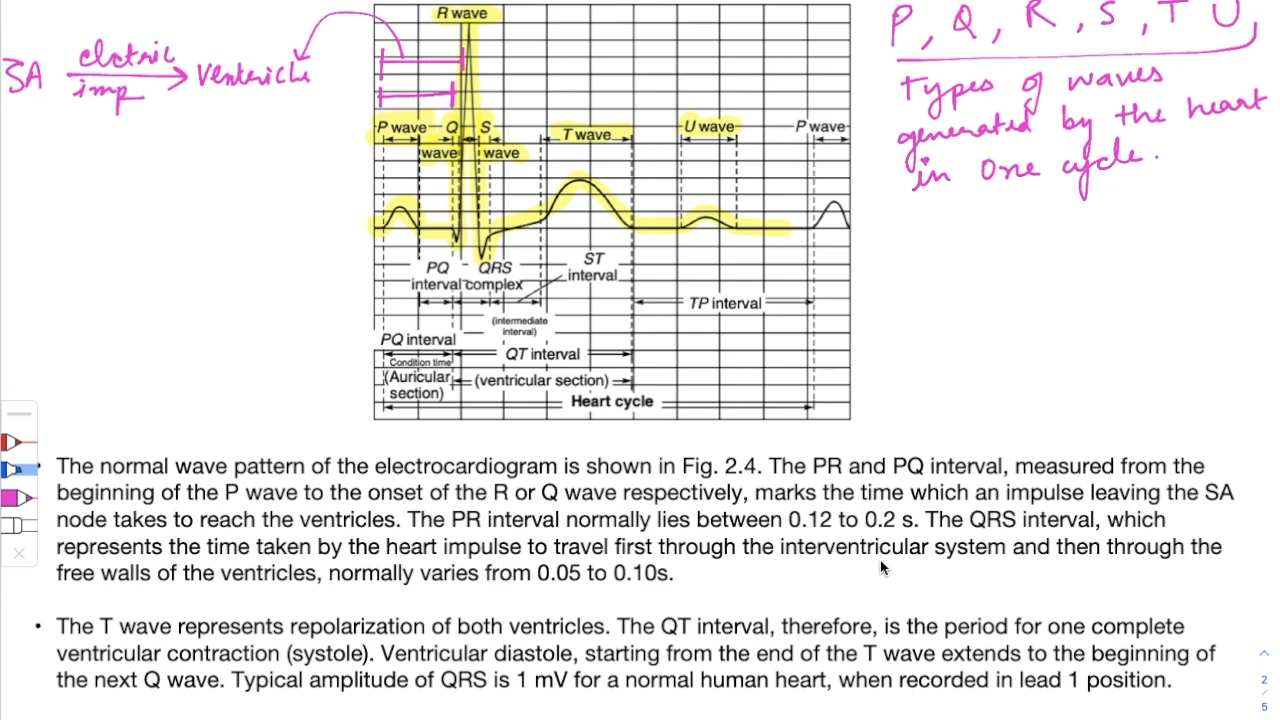 R wave
P, Q, R, S, T U,
SA electric imp → Ventricle
Types of waves
generated by the heart
in one cycle.
P wave Q S T wave U wave P wave
wave wave
PQ QRS ST
interval complex interval
TP interval
(intermediate
interval)
PQ interval
QT interval
Condition time
(Auricular (ventricular section)
section)
Heart cycle
• The normal wave pattern of the electrocardiogram is shown in Fig. 2.4. The PR and PQ interval, measured from the
beginning of the P wave to the onset of the R or Q wave respectively, marks the time which an impulse leaving the SA
node takes to reach the ventricles. The PR interval normally lies between 0.12 to 0.2 s. The QRS interval, which
represents the time taken by the heart impulse to travel first through the interventricular system and then through the
free walls of the ventricles, normally varies from 0.05 to 0.10s.
• The T wave represents repolarization of both ventricles. The QT interval, therefore, is the period for one complete
ventricular contraction (systole). Ventricular diastole, starting from the end of the T wave extends to the beginning of
the next Q wave. Typical amplitude of QRS is 1 mV for a normal human heart, when recorded in lead 1 position.
2
/
5